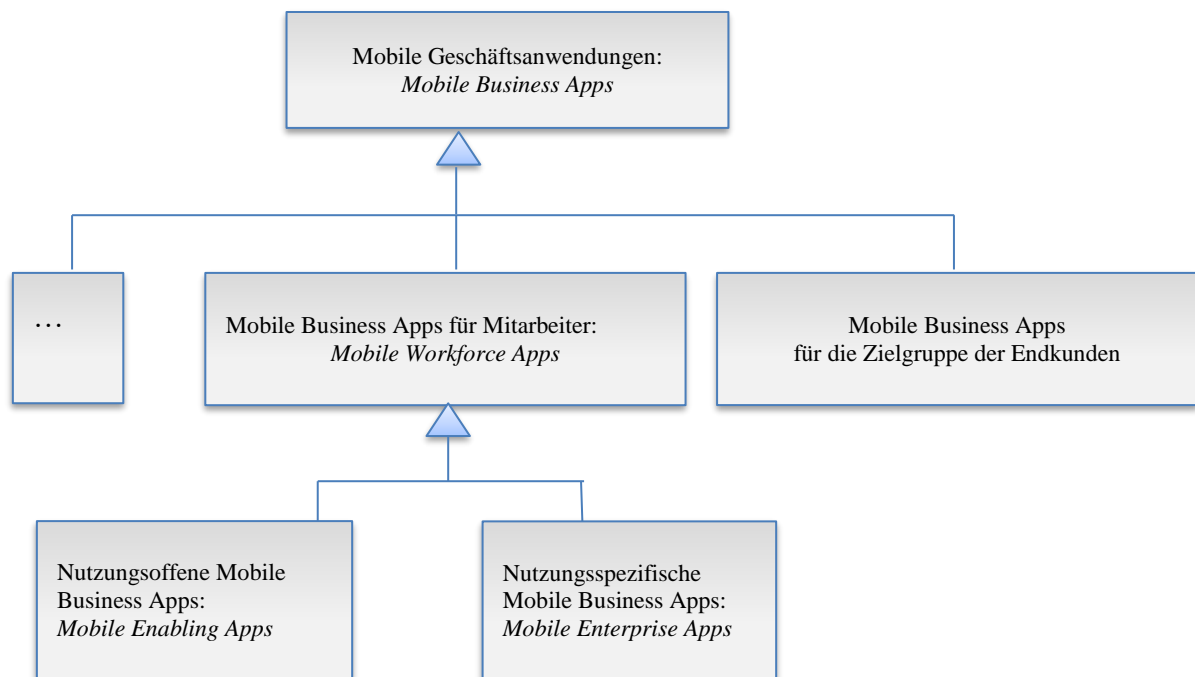 Mobile Geschäftsanwendungen:
Mobile Business Apps
…
Mobile Business Apps für Mitarbeiter:
Mobile Workforce Apps
Mobile Business Apps
für die Zielgruppe der Endkunden
Nutzungsoffene Mobile
Business Apps:
Mobile Enabling Apps
Nutzungsspezifische
Mobile Business Apps:
Mobile Enterprise Apps